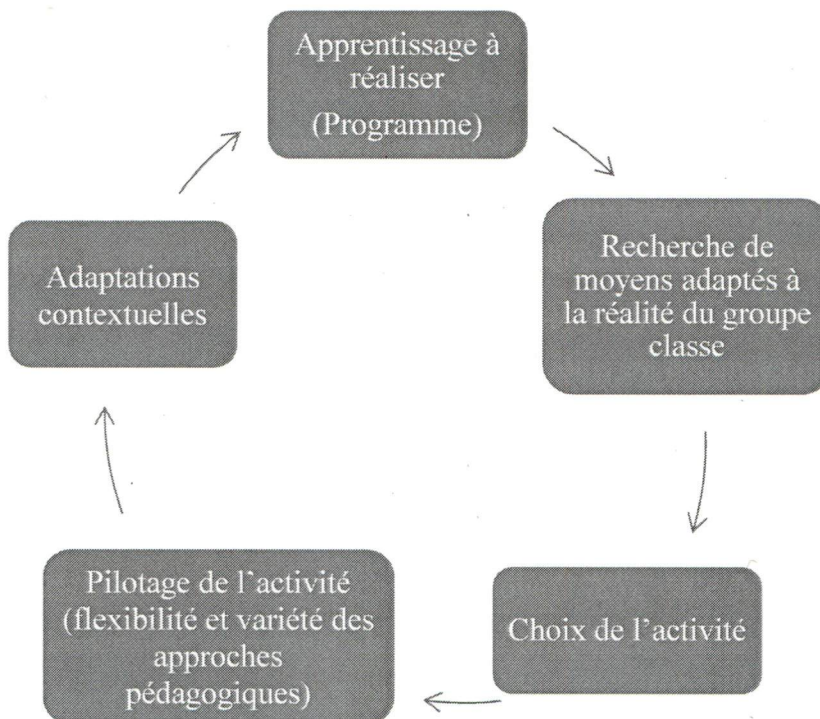 Apprentissage à
réaliser
(Programme)
Recherche de
moyens adaptés à
la réalité du groupe
classe
Choix de l'activité
Pilotage de l'activité
(flexibilité et variété des
approches
pédagogiques)
Adaptations
contextuelles